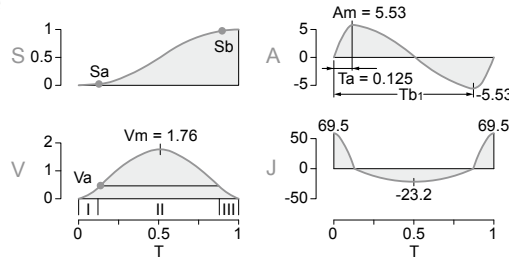 S
1
0.5
0
Sa
Sb
A
Am = 5.53
5
0
-5
Ta = 0.125
Tb1
-5.53
V
2
1
0
Vm = 1.76
Va
I
II
III
0
0.5
1
T
J
69.5
69.5
50
0
-50
-23.2
0
0.5
1
T